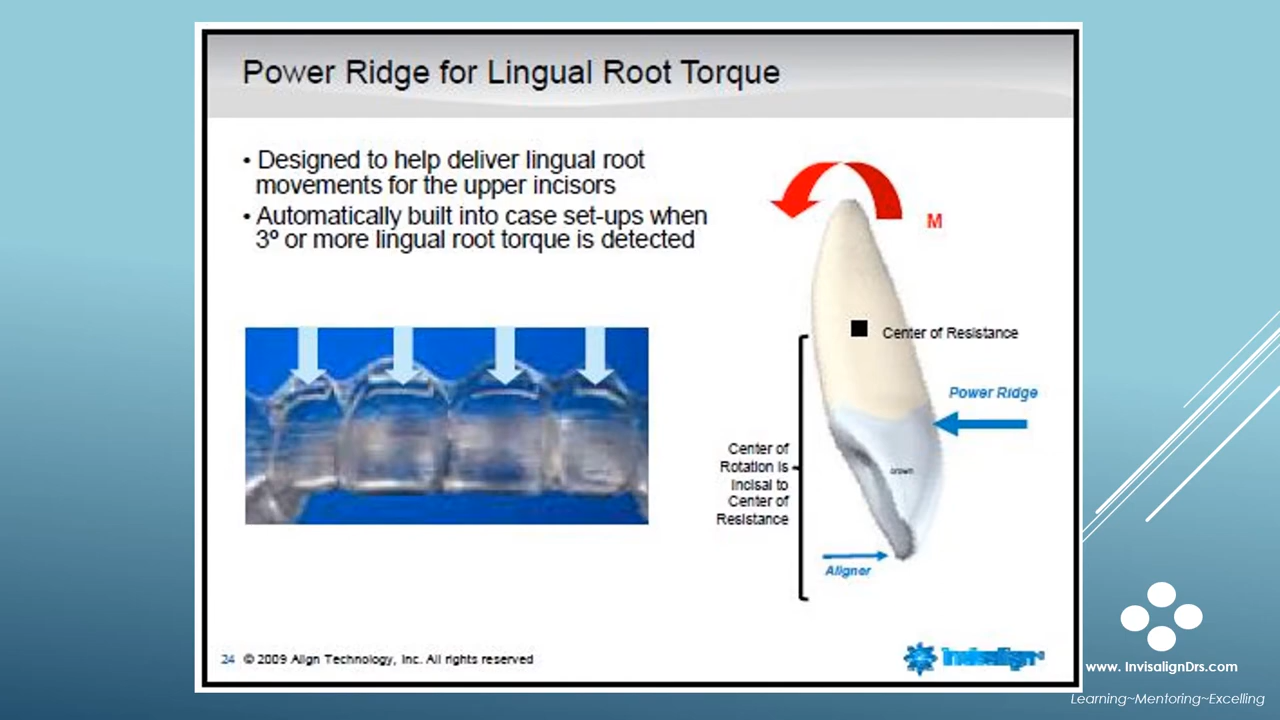 Power Ridge for Lingual Root Torque
• Designed to help deliver lingual root
movements for the upper incisors
• Automatically built into case set-ups when
3º or more lingual root torque is detected
M
Center of Resistance
Power Ridge
Center of
Rotation is
Incisal to
Center of
Resistance
crown
Aligner
24 © 2009 Align Technology, Inc. All rights reserved
Invisalign
www. InvisalignDrs.com
Learning~Mentoring~Excelling